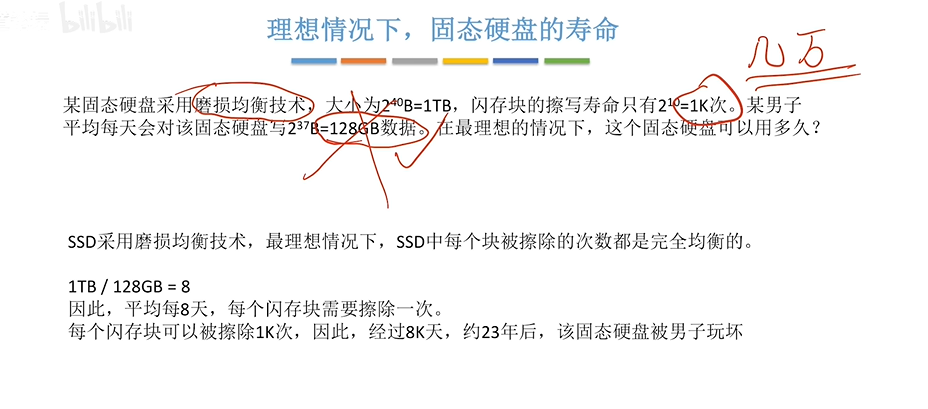 bilibili
理想情况下，固态硬盘的寿命
几万
某固态硬盘采用磨损均衡技术，大小为2⁴⁰B=1TB，闪存块的擦写寿命只有2¹⁰=1K次。某男子
平均每天会对该固态硬盘写2³⁷B=128GB数据。在最理想的情况下，这个固态硬盘可以用多久？
SSD采用磨损均衡技术，最理想情况下，SSD中每个块被擦除的次数都是完全均衡的。
1TB / 128GB = 8
因此，平均每8天，每个闪存块需要擦除一次。
每个闪存块可以被擦除1K次，因此，经过8K天，约23年后，该固态硬盘被男子玩坏